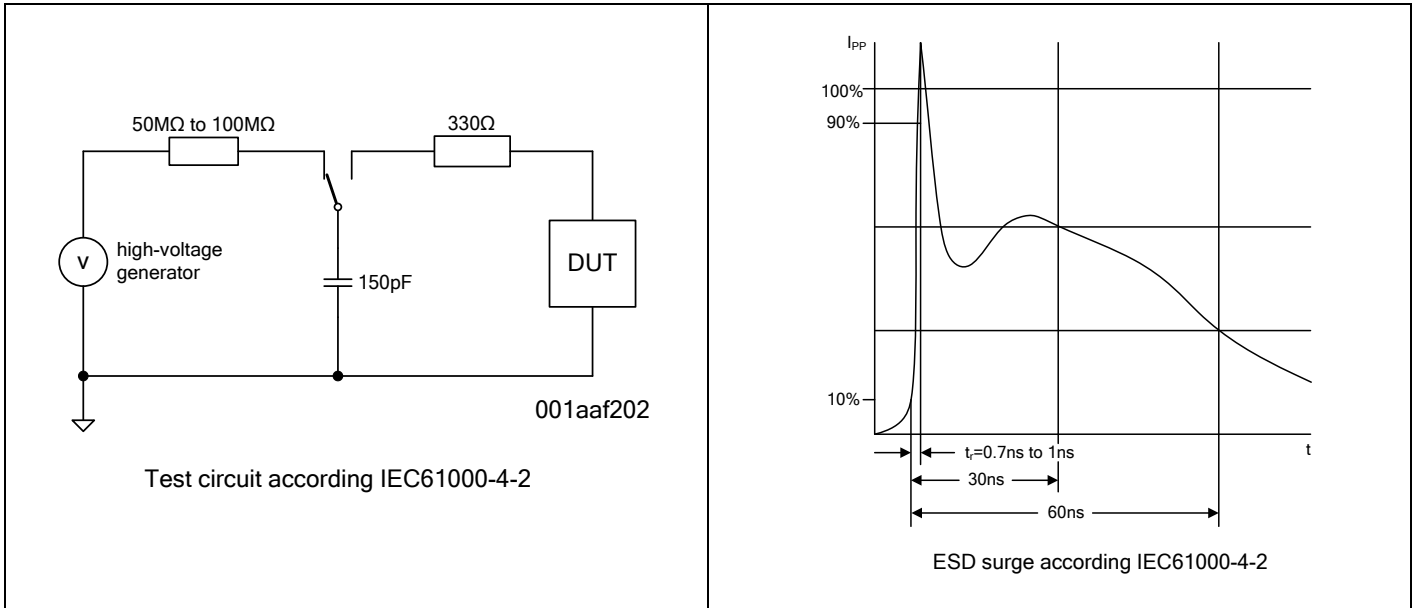 50MΩ to 100MΩ
330Ω
V
high-voltage
generator
150pF
DUT
001aaf202
Test circuit according IEC61000-4-2
IPP
100%
90%
10%
t
tr=0.7ns to 1ns
30ns
60ns
ESD surge according IEC61000-4-2